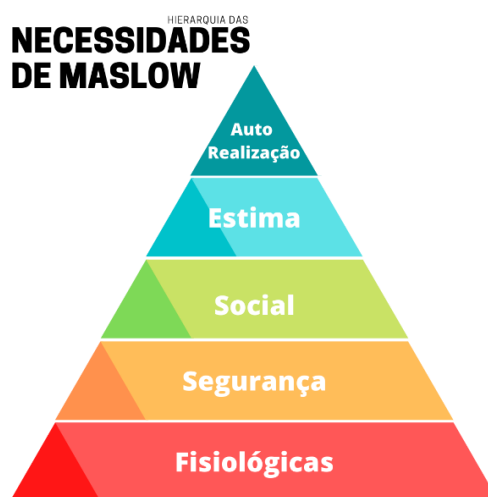 HIERARQUIA DAS
NECESSIDADES
DE MASLOW
Auto
Realização
Estima
Social
Segurança
Fisiológicas